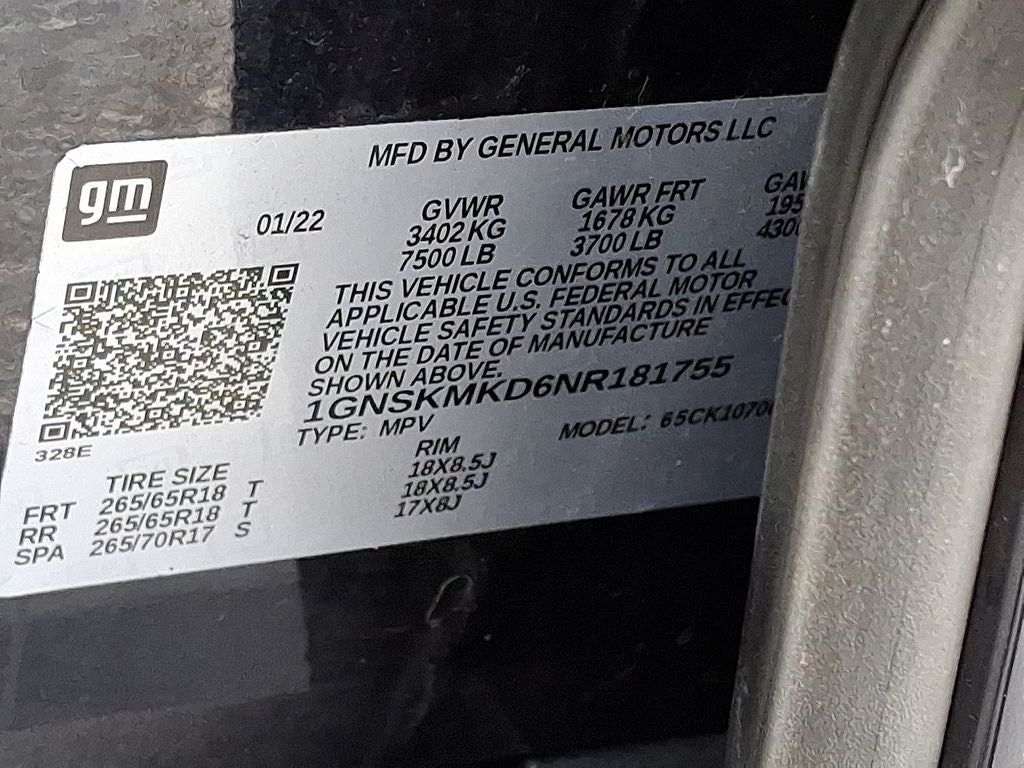 MFD BY GENERAL MOTORS LLC
gm
01/22 GVWR GAWR FRT
3402 KG 1678 KG
7500 LB 3700 LB
THIS VEHICLE CONFORMS TO ALL
APPLICABLE U.S. FEDERAL MOTOR
VEHICLE SAFETY STANDARDS IN
ON THE DATE OF MANUFACTURE
SHOWN ABOVE.
1GNSKMKD6NR181755
TYPE: MPV MODEL:
328E
TIRE SIZE RIM
FRT 265/65R18 T 18X8.5J
RR 265/65R18 T 18X8.5J
SPA 265/70R17 S 17X8J